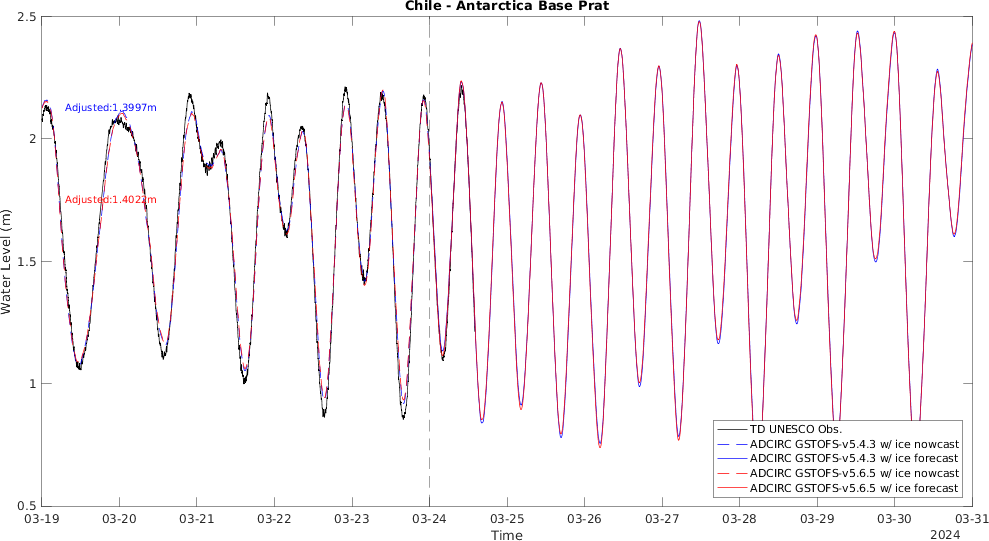 Chile - Antarctica Base Prat
2.5
2
1.5
1
0.5
Water Level (m)
Adjusted:1.3997m
Adjusted:1.4022m
TD UNESCO Obs.
ADCIRC GSTOFS-v5.4.3 w/ ice nowcast
ADCIRC GSTOFS-v5.4.3 w/ ice forecast
ADCIRC GSTOFS-v5.6.5 w/ ice nowcast
ADCIRC GSTOFS-v5.6.5 w/ ice forecast
03-19 03-20 03-21 03-22 03-23 03-24 03-25 03-26 03-27 03-28 03-29 03-30 03-31
Time
2024